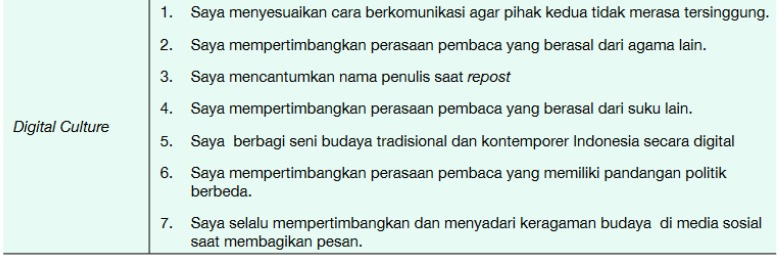 Digital Culture
1. Saya menyesuaikan cara berkomunikasi agar pihak kedua tidak merasa tersinggung.
2. Saya mempertimbangkan perasaan pembaca yang berasal dari agama lain.
3. Saya mencantumkan nama penulis saat repost
4. Saya mempertimbangkan perasaan pembaca yang berasal dari suku lain.
5. Saya berbagi seni budaya tradisional dan kontemporer Indonesia secara digital
6. Saya mempertimbangkan perasaan pembaca yang memiliki pandangan politik
berbeda.
7. Saya selalu mempertimbangkan dan menyadari keragaman budaya di media sosial
saat membagikan pesan.